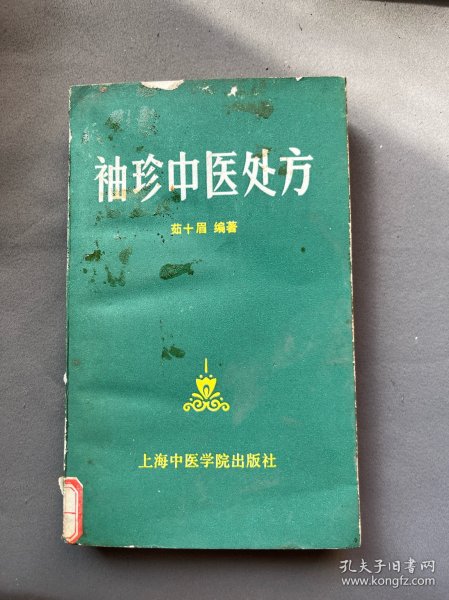 袖珍中医处方
茹十眉 编著
上海中医学院出版社
孔夫子旧书网
www.kongfz.com